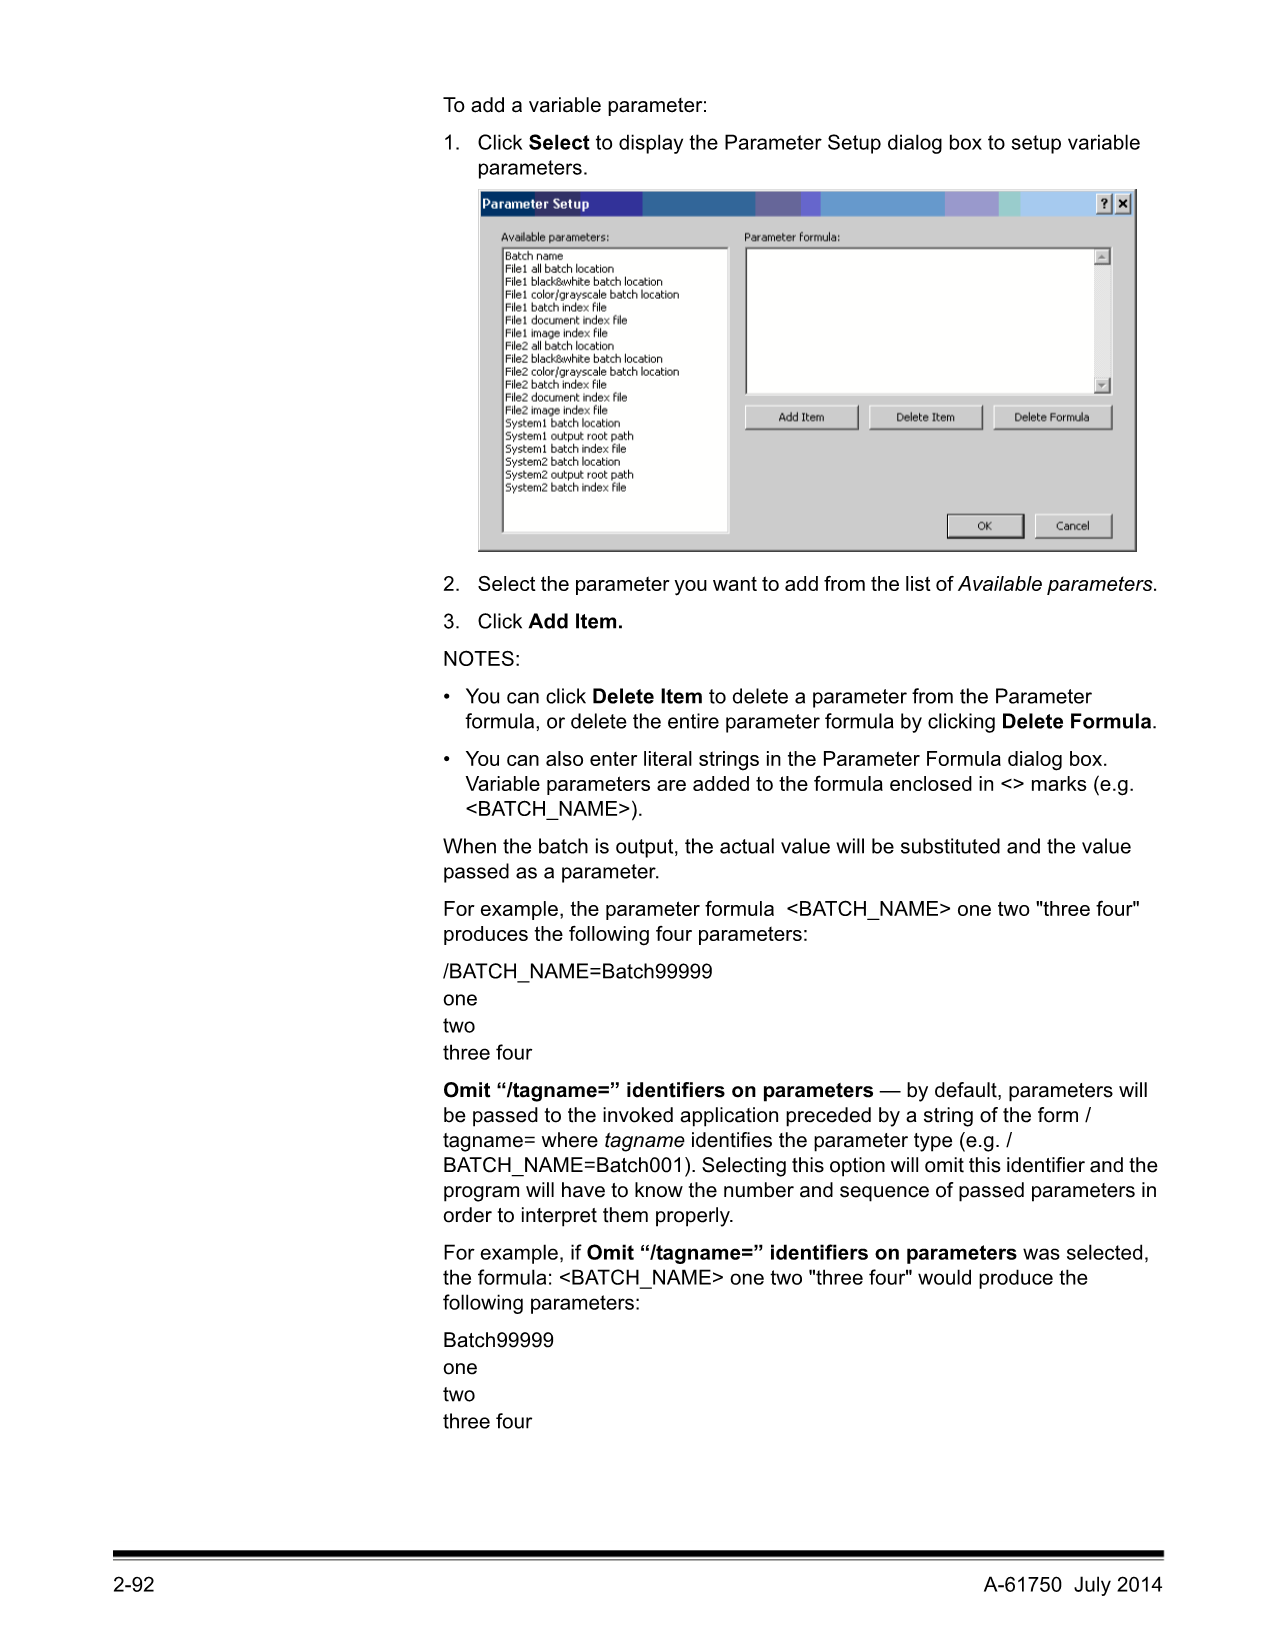 To add a variable parameter:
1. Click Select to display the Parameter Setup dialog box to setup variable
parameters.
Parameter Setup
Available parameters:
Batch name
File1 all batch location
File1 black&white batch location
File1 color/grayscale batch location
File1 batch index file
File1 document index file
File1 image index file
File2 all batch location
File2 black&white batch location
File2 color/grayscale batch location
File2 batch index file
File2 document index file
File2 image index file
System1 batch location
System1 output root path
System1 batch index file
System2 batch location
System2 output root path
System2 batch index file
Parameter formula:
Add Item Delete Item Delete Formula
OK Cancel
2. Select the parameter you want to add from the list of Available parameters.
3. Click Add Item.
NOTES:
• You can click Delete Item to delete a parameter from the Parameter
formula, or delete the entire parameter formula by clicking Delete Formula.
• You can also enter literal strings in the Parameter Formula dialog box.
Variable parameters are added to the formula enclosed in <> marks (e.g.
<BATCH_NAME>).
When the batch is output, the actual value will be substituted and the value
passed as a parameter.
For example, the parameter formula <BATCH_NAME> one two "three four"
produces the following four parameters:
/BATCH_NAME=Batch99999
one
two
three four
Omit “/tagname=” identifiers on parameters — by default, parameters will
be passed to the invoked application preceded by a string of the form /
tagname= where tagname identifies the parameter type (e.g. /
BATCH_NAME=Batch001). Selecting this option will omit this identifier and the
program will have to know the number and sequence of passed parameters in
order to interpret them properly.
For example, if Omit “/tagname=” identifiers on parameters was selected,
the formula: <BATCH_NAME> one two "three four" would produce the
following parameters:
Batch99999
one
two
three four
2-92 A-61750 July 2014